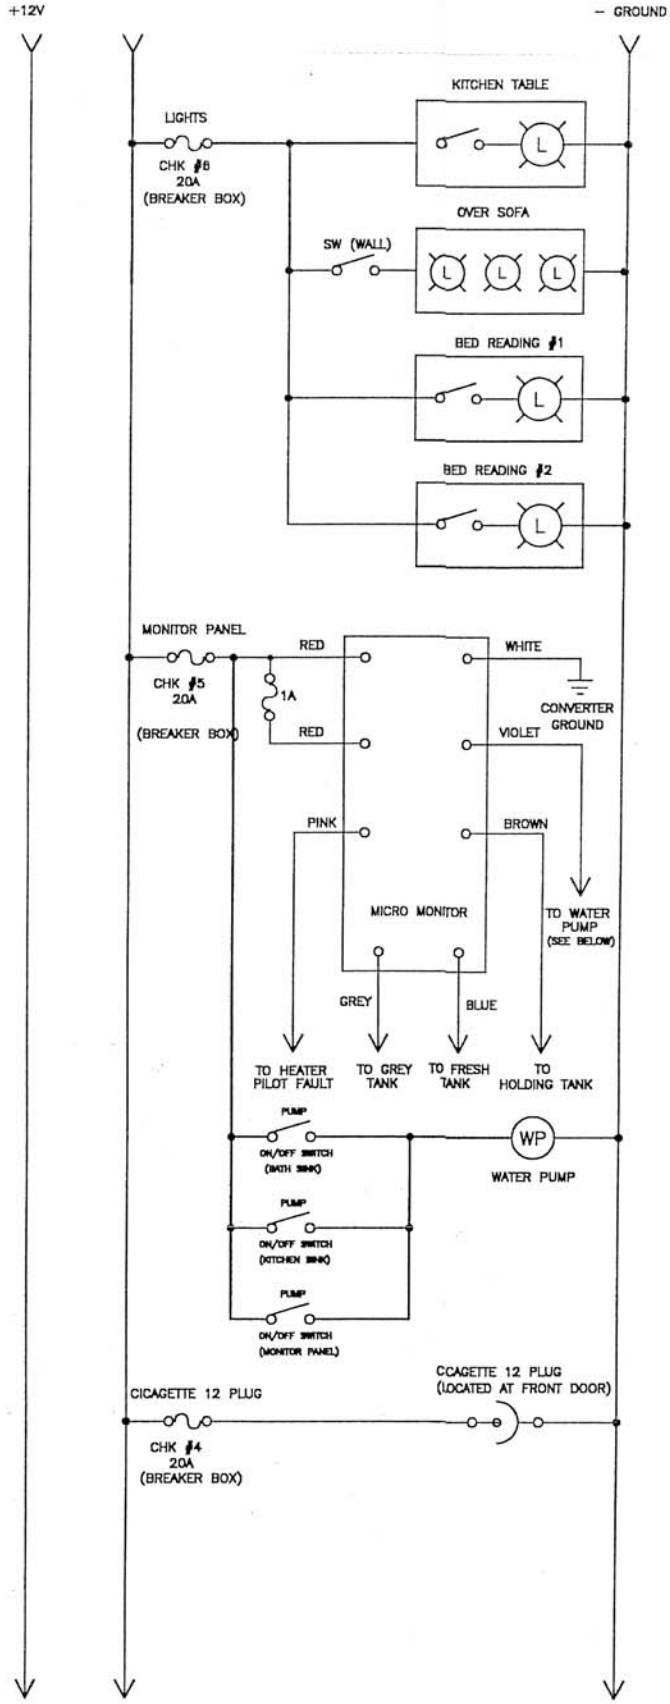 +12V
– GROUND
KITCHEN TABLE
LIGHTS
L
CHK #6
20A
(BREAKER BOX)
OVER SOFA
SW (WALL)
L L L
BED READING #1
L
BED READING #2
L
MONITOR PANEL
RED
WHITE
CHK #5
20A
1A
CONVERTER
GROUND
(BREAKER BOX)
RED
VIOLET
PINK
BROWN
MICRO MONITOR
TO WATER
PUMP
(SEE BELOW)
GREY
BLUE
TO HEATER
PILOT FAULT
TO GREY
TANK
TO FRESH
TANK
TO
HOLDING TANK
PUMP
WP
ON/OFF SWITCH
(BATH SINK)
WATER PUMP
PUMP
ON/OFF SWITCH
(KITCHEN SINK)
PUMP
ON/OFF SWITCH
(MONITOR PANEL)
CCAGETTE 12 PLUG
(LOCATED AT FRONT DOOR)
CICAGETTE 12 PLUG
CHK #4
20A
(BREAKER BOX)